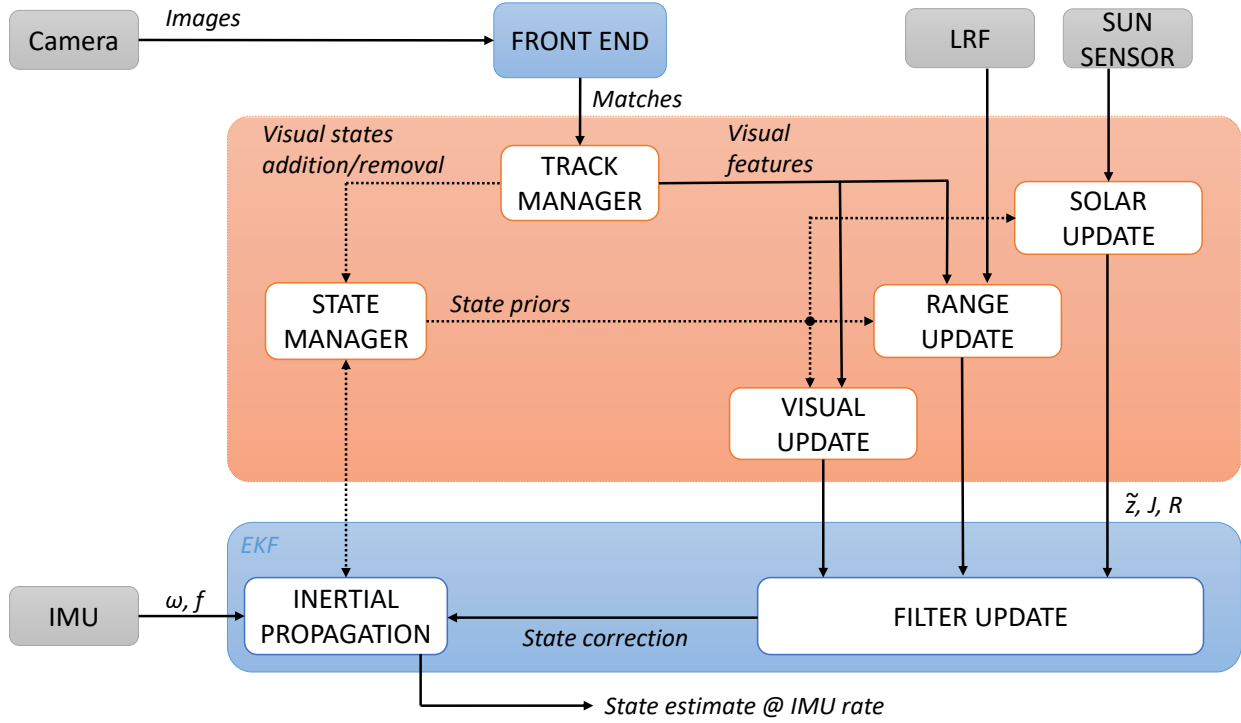 Images
Camera
FRONT END
LRF
SUN
SENSOR
Matches
Visual states
addition/removal
Visual
features
TRACK
MANAGER
SOLAR
UPDATE
STATE
MANAGER
State priors
RANGE
UPDATE
VISUAL
UPDATE
z̃, J, R
EKF
IMU
ω, f
INERTIAL
PROPAGATION
State correction
FILTER UPDATE
State estimate @ IMU rate